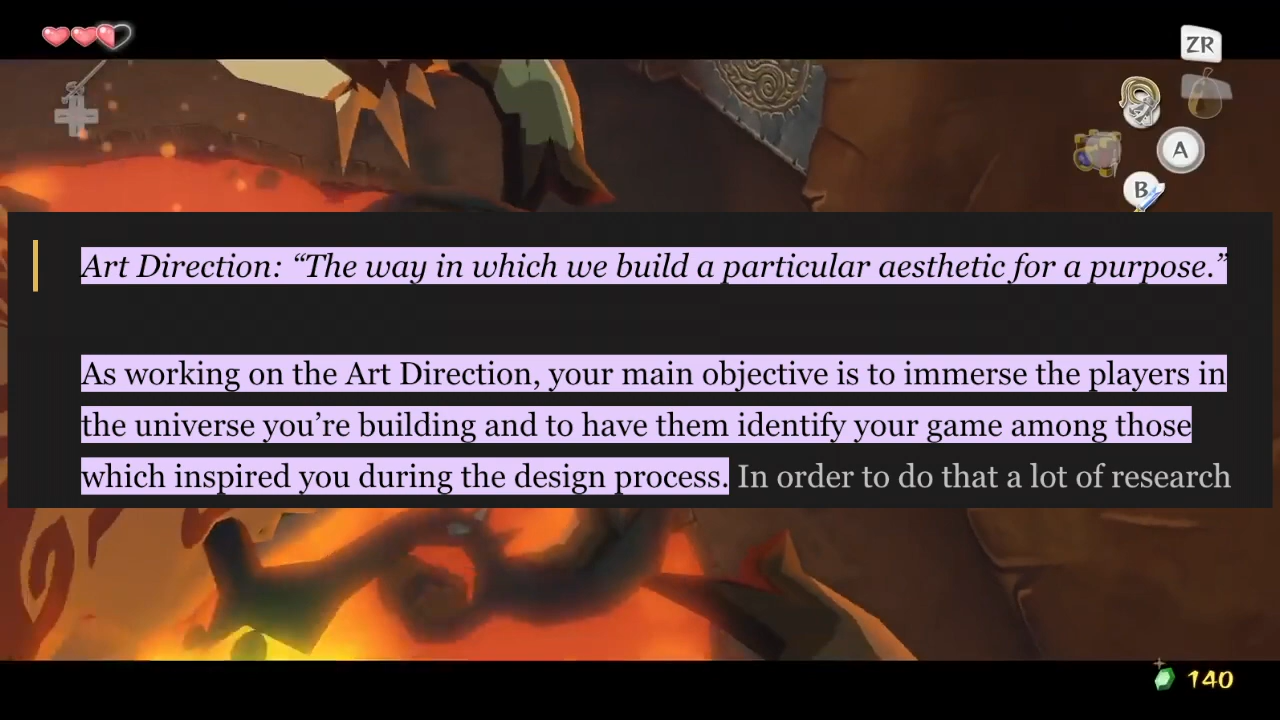 ZR
A
B
Art Direction: “The way in which we build a particular aesthetic for a purpose.”
As working on the Art Direction, your main objective is to immerse the players in
the universe you’re building and to have them identify your game among those
which inspired you during the design process. In order to do that a lot of research
140